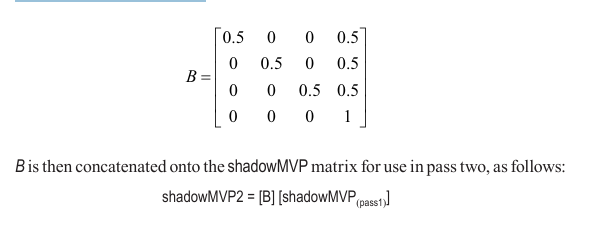 0.5 0 0 0.5
0 0.5 0 0.5
B =
0 0 0.5 0.5
0 0 0 1
B is then concatenated onto the shadowMVP matrix for use in pass two, as follows:
shadowMVP2 = [B] [shadowMVP(pass1)]